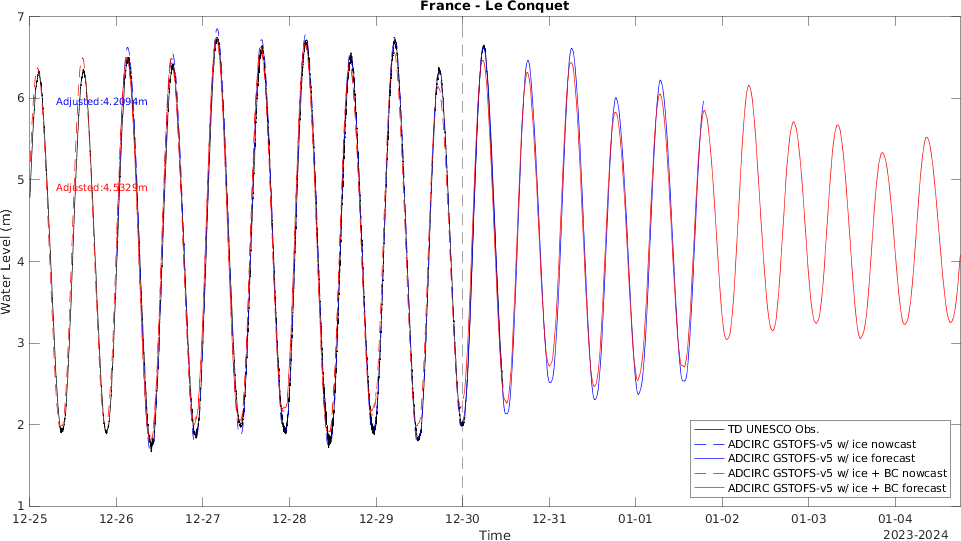 France - Le Conquet
7
6
5
4
3
2
1
Water Level (m)
Adjusted:4.2094m
Adjusted:4.5329m
TD UNESCO Obs.
ADCIRC GSTOFS-v5 w/ ice nowcast
ADCIRC GSTOFS-v5 w/ ice forecast
ADCIRC GSTOFS-v5 w/ ice + BC nowcast
ADCIRC GSTOFS-v5 w/ ice + BC forecast
12-25 12-26 12-27 12-28 12-29 12-30 12-31 01-01 01-02 01-03 01-04
Time
2023-2024